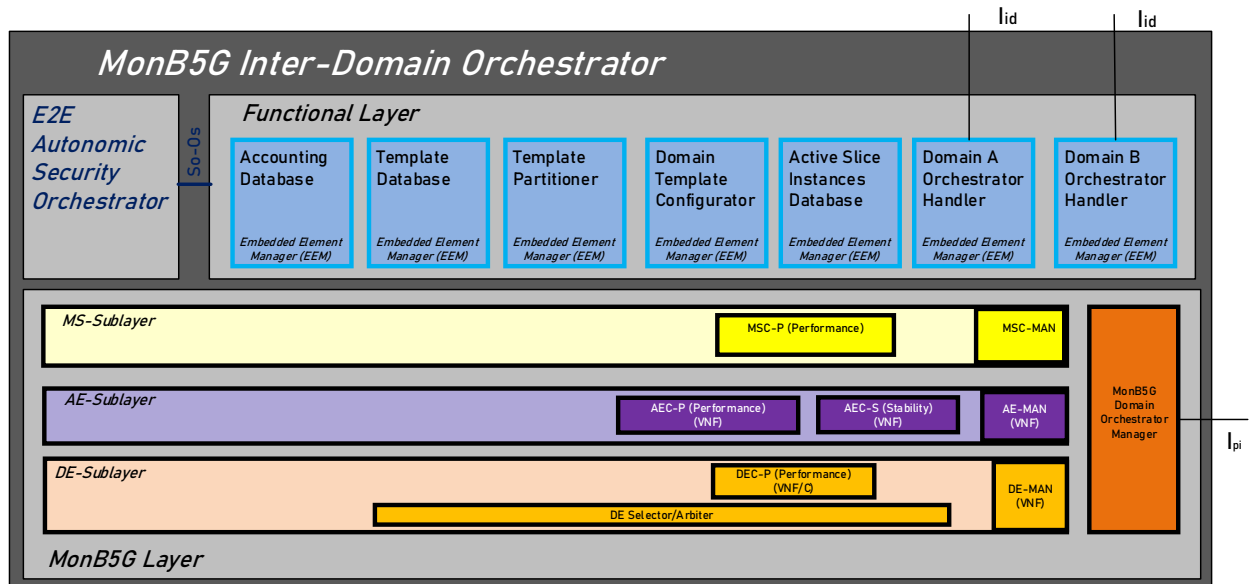 I_id
I_id
MonB5G Inter-Domain Orchestrator
E2E
Autonomic
Security
Orchestrator
So-Os
Functional Layer
Accounting
Database
Embedded Element
Manager (EEM)
Template
Database
Embedded Element
Manager (EEM)
Template
Partitioner
Embedded Element
Manager (EEM)
Domain
Template
Configurator
Embedded Element
Manager (EEM)
Active Slice
Instances
Database
Embedded Element
Manager (EEM)
Domain A
Orchestrator
Handler
Embedded Element
Manager (EEM)
Domain B
Orchestrator
Handler
Embedded Element
Manager (EEM)
MS-Sublayer
MSC-P (Performance)
MSC-MAN
AE-Sublayer
AEC-P (Performance)
(VNF)
AEC-S (Stability)
(VNF)
AE-MAN
(VNF)
DE-Sublayer
DEC-P (Performance)
(VNF/C)
DE Selector/Arbiter
DE-MAN
(VNF)
MonB5G
Domain
Orchestrator
Manager
I_pi
MonB5G Layer